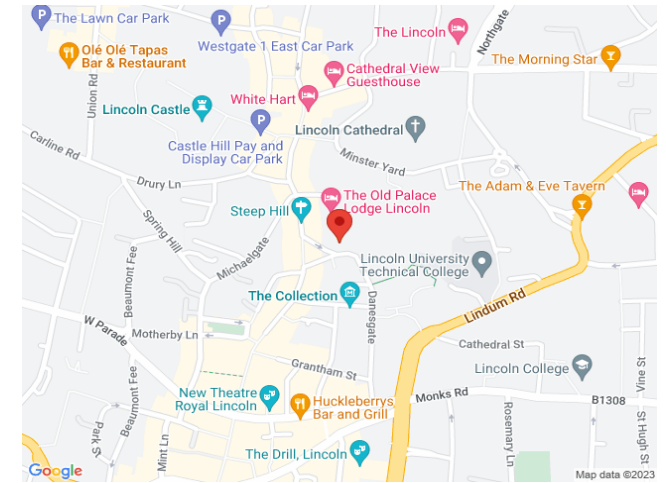 The Lawn Car Park
Westgate 1 East Car Park
The Lincoln
Northgate
Olé Olé Tapas
Bar & Restaurant
Cathedral View
Guesthouse
The Morning Star
Union Rd
White Hart
Lincoln Castle
Lincoln Cathedral
Carline Rd
Castle Hill Pay and
Display Car Park
Minster Yard
Drury Ln
The Old Palace
Lodge Lincoln
The Adam & Eve Tavern
Steep Hill
Spring Hill
Michaelgate
Beaumont Fee
Lincoln University
Technical College
The Collection
Danesgate
Lindum Rd
W Parade
Motherby Ln
Cathedral St
Grantham St
Lincoln College
Beaumont Fee
New Theatre
Royal Lincoln
Huckleberrys
Bar and Grill
Monks Rd
B1308
Vine St
St Hugh St
Rosemary Ln
Park St
Mint Ln
The Drill, Lincoln
Google
Map data ©2023